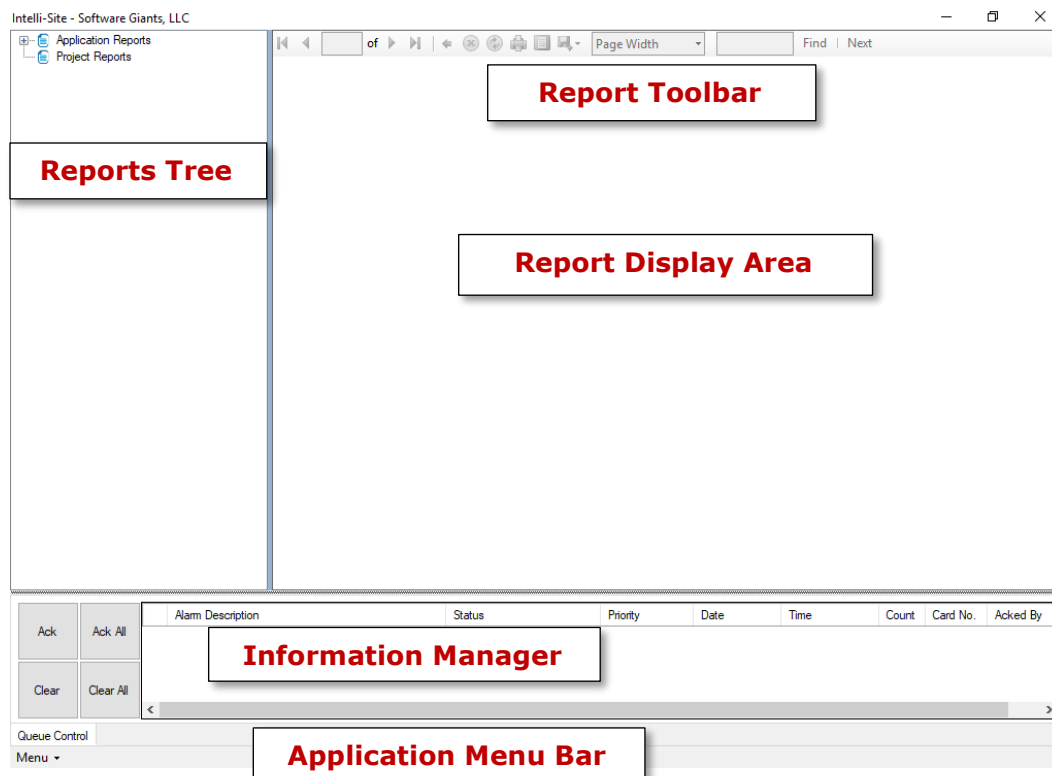 Intelli-Site - Software Giants, LLC
Application Reports
Project Reports
of
Page Width
Find
Next
Report Toolbar
Reports Tree
Report Display Area
Ack
Ack All
Clear
Clear All
Alarm Description Status Priority Date Time Count Card No. Acked By
Information Manager
Queue Control
Menu
Application Menu Bar